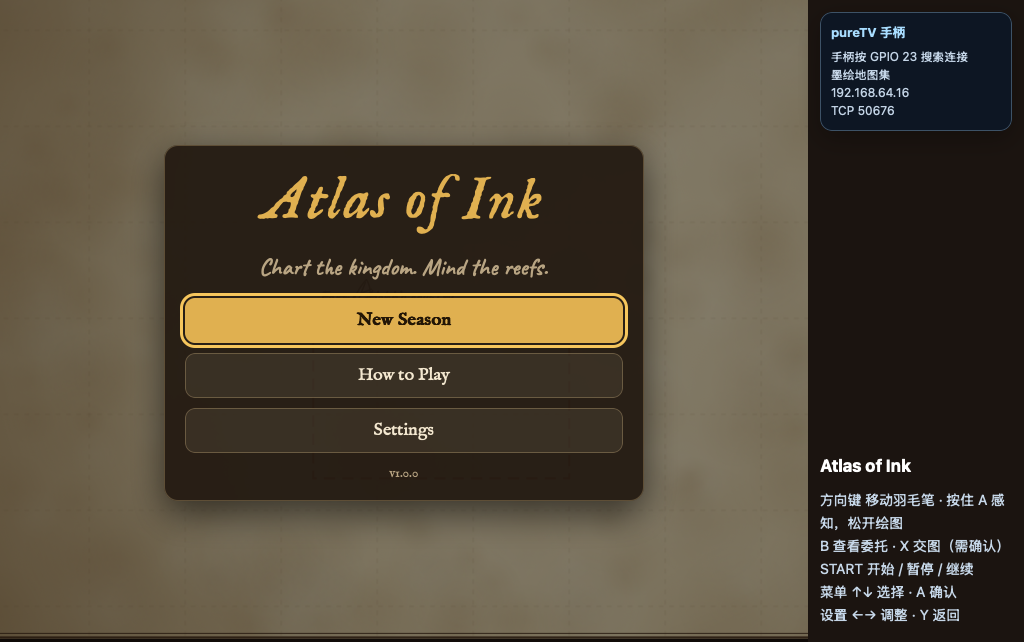 Atlas of Ink
Chart the kingdom. Mind the reefs.
New Season
How to Play
Settings
v1.0.0
pureTV 手柄
手柄按 GPIO 23 搜索连接
墨绘地图集
192.168.64.16
TCP 50676
Atlas of Ink
方向键 移动羽毛笔 · 按住 A 感
知，松开绘图
B 查看委托 · X 交图（需确认）
START 开始 / 暂停 / 继续
菜单 ↑↓ 选择 · A 确认
设置 ←→ 调整 · Y 返回